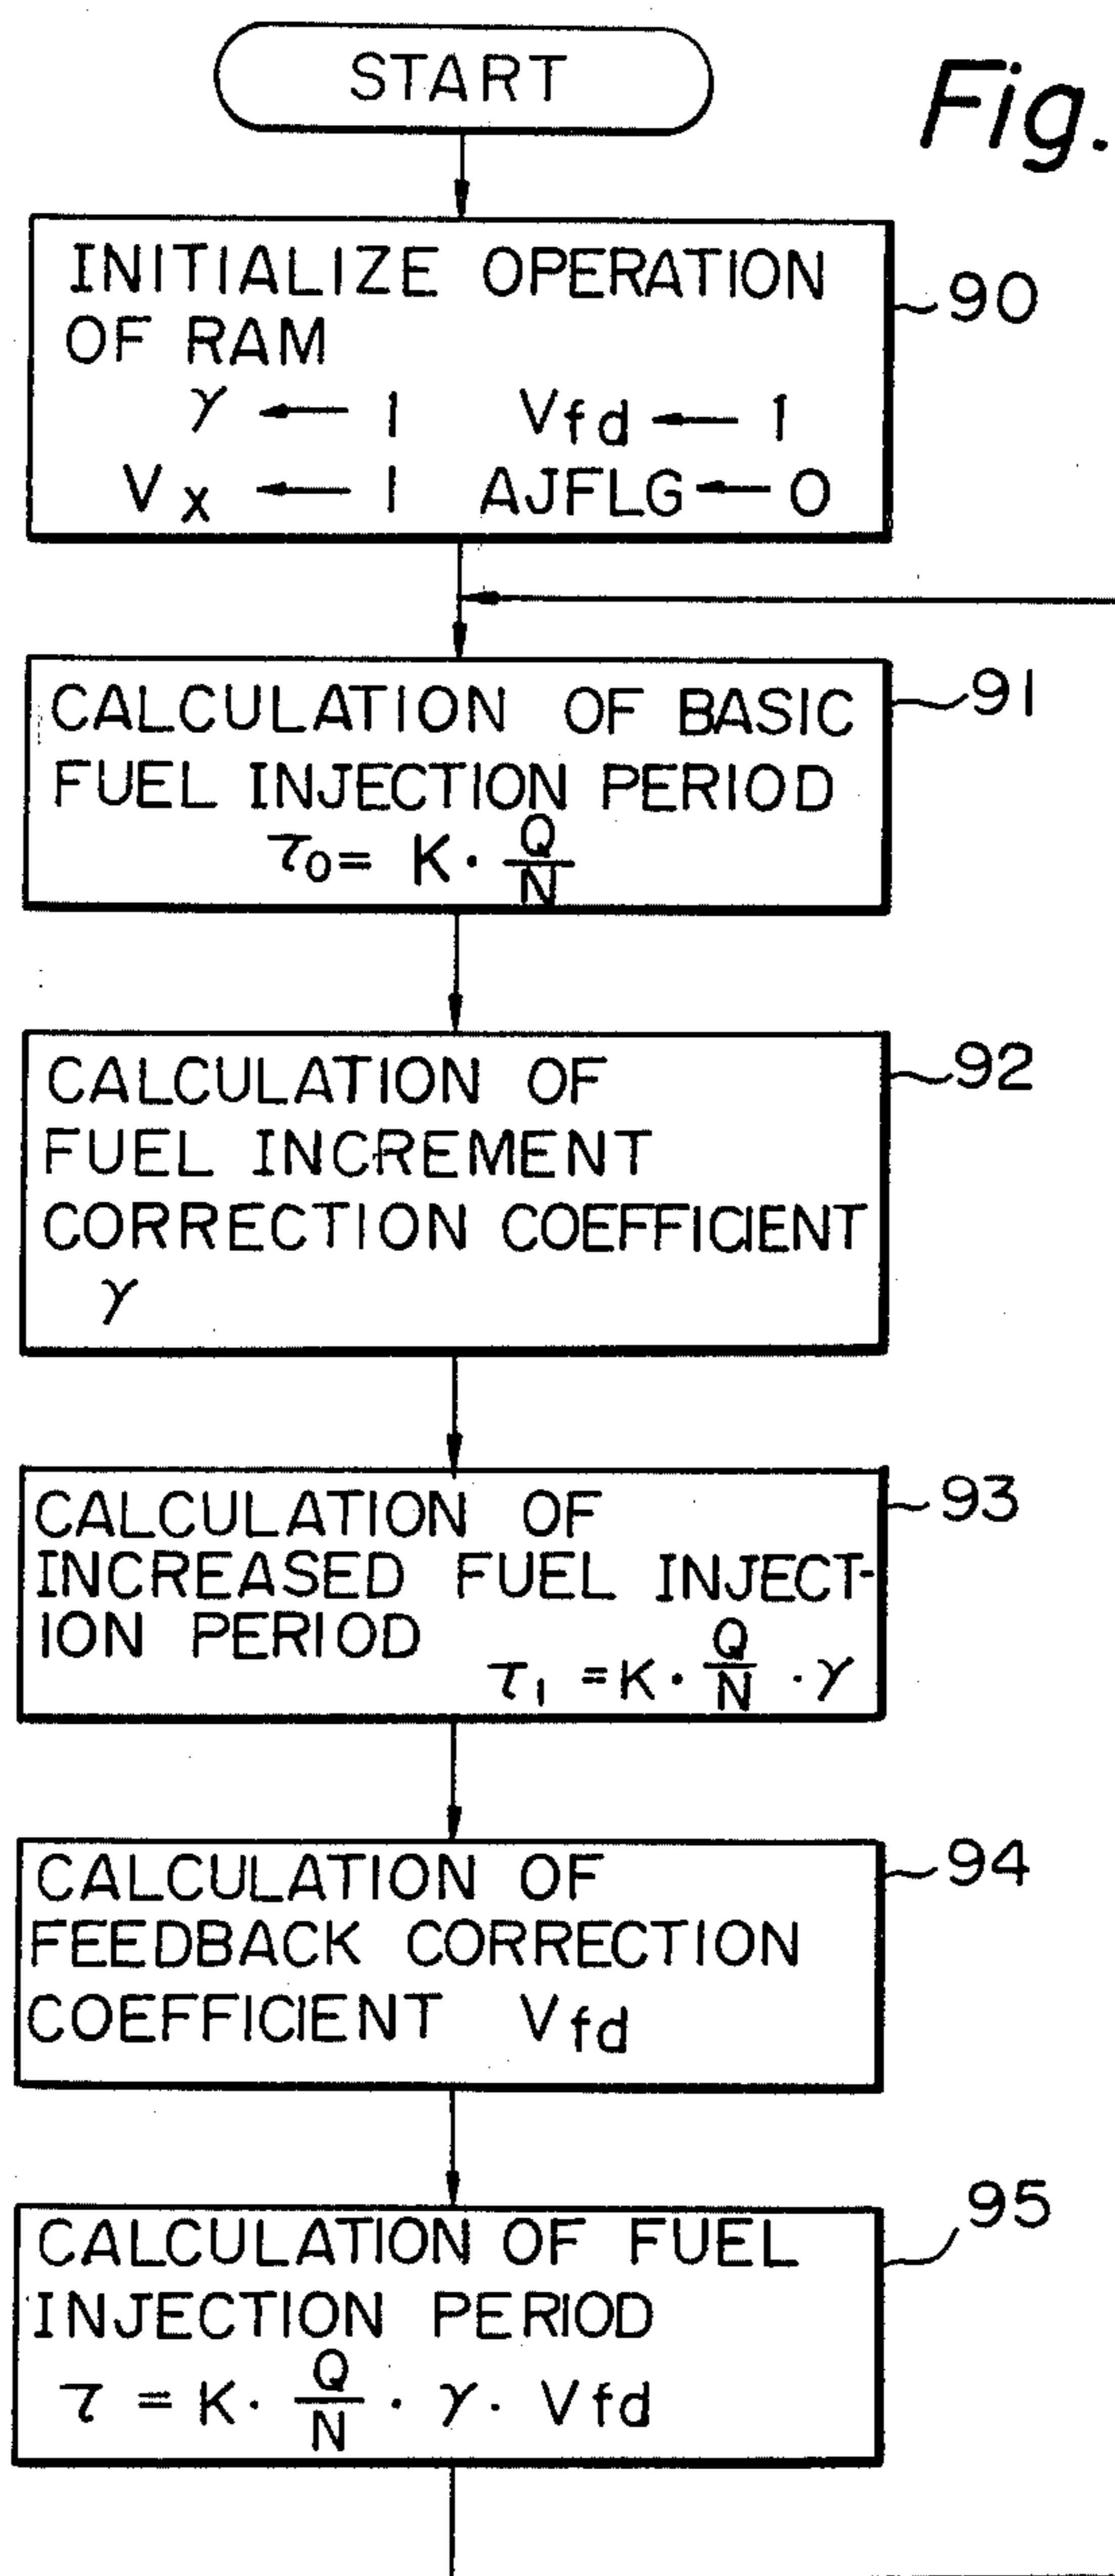 START
Fig.
INITIALIZE OPERATION
OF RAM
γ ← 1 Vfd ← 1
Vx ← 1 AJFLG ← 0
90
CALCULATION OF BASIC
FUEL INJECTION PERIOD
τ0 = K · Q/N
91
CALCULATION OF
FUEL INCREMENT
CORRECTION COEFFICIENT
γ
92
CALCULATION OF
INCREASED FUEL INJECT-
ION PERIOD
τ1 = K · Q/N · γ
93
CALCULATION OF
FEEDBACK CORRECTION
COEFFICIENT Vfd
94
CALCULATION OF FUEL
INJECTION PERIOD
τ = K · Q/N · γ · Vfd
95